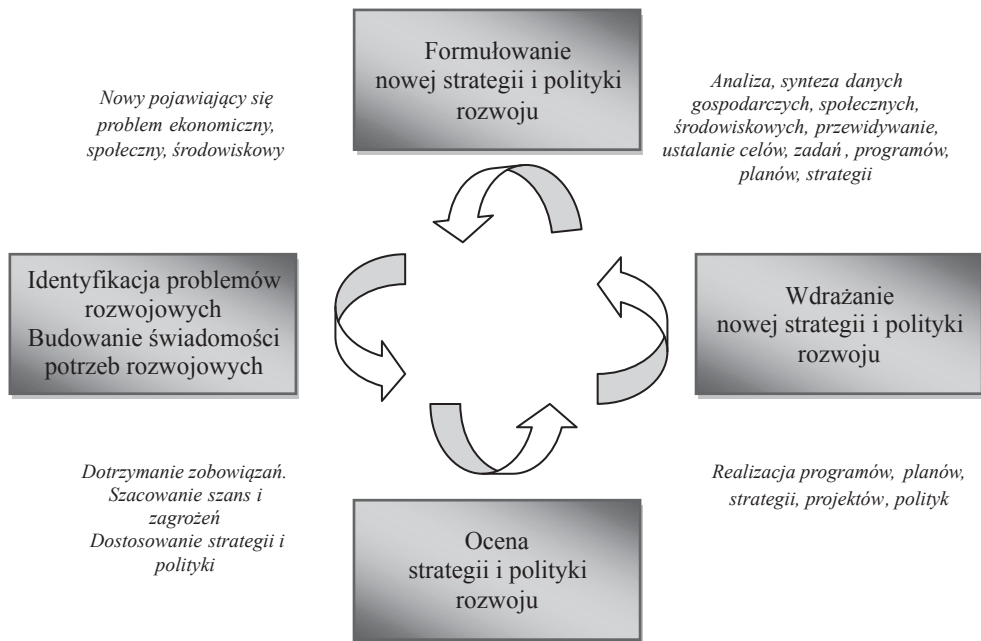 Formułowanie
nowej strategii i polityki
rozwoju
Nowy pojawiający się
problem ekonomiczny,
społeczny, środowiskowy
Analiza, synteza danych
gospodarczych, społecznych,
środowiskowych, przewidywanie,
ustalanie celów, zadań , programów,
planów, strategii
Identyfikacja problemów
rozwojowych
Budowanie świadomości
potrzeb rozwojowych
Wdrażanie
nowej strategii i polityki
rozwoju
Dotrzymanie zobowiązań.
Szacowanie szans i
zagrożeń
Dostosowanie strategii i
polityki
Realizacja programów, planów,
strategii, projektów, polityk
Ocena
strategii i polityki
rozwoju